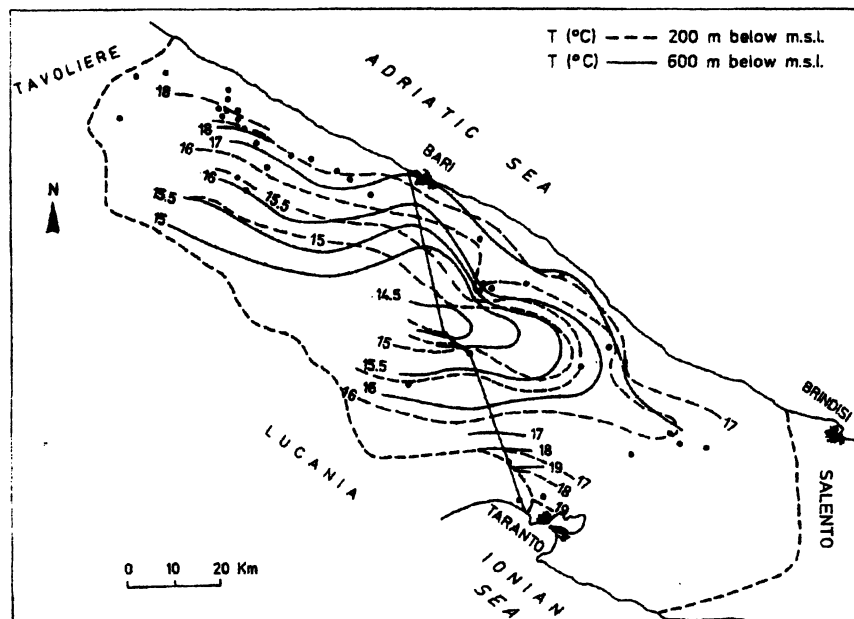 T (°C) --- 200 m below m.s.l.
T (°C) — 600 m below m.s.l.
TAVOLIERE
ADRIATIC SEA
BARI
N
18
18
17
16
16
15.5
15.5
15
15
14.5
15
15.5
16
16
17
18
19
17
18
19
17
BRINDISI
SALENTO
LUCANIA
TARANTO
IONIAN
SEA
0 10 20 Km